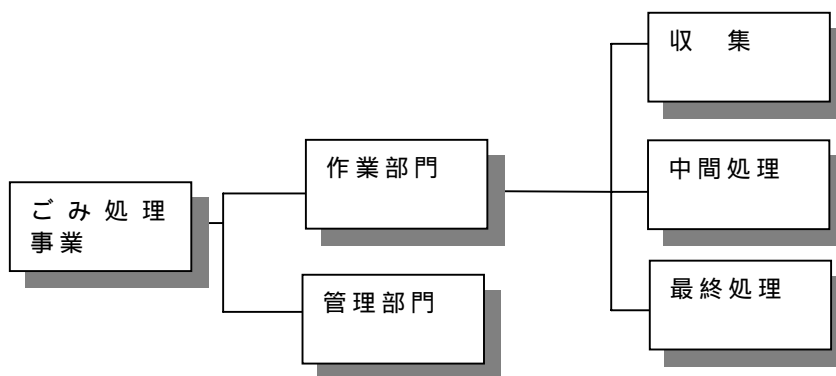 ごみ処理
事業
作業部門
管理部門
収　集
中間処理
最終処理